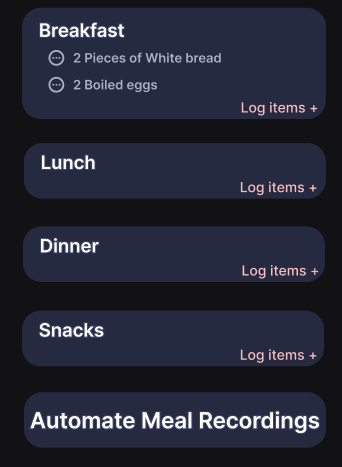 Breakfast
2 Pieces of White bread
2 Boiled eggs
Log items +
Lunch
Log items +
Dinner
Log items +
Snacks
Log items +
Automate Meal Recordings